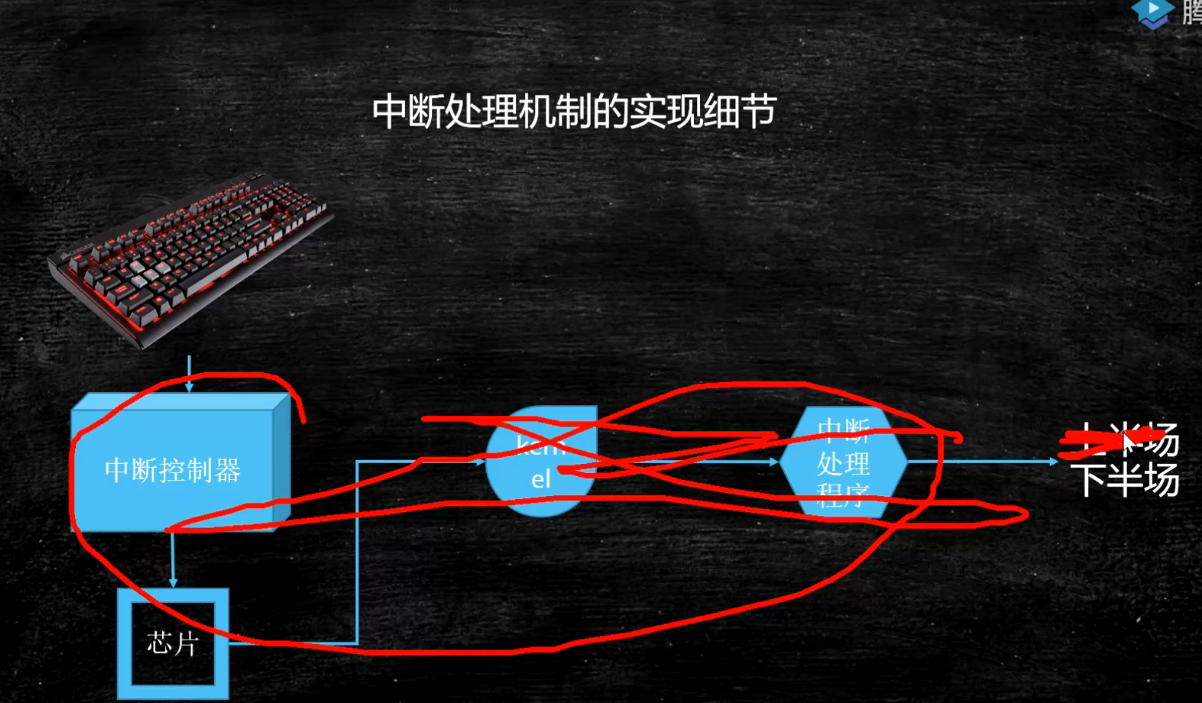 腾
中断处理机制的实现细节
中断控制器
kern
el
中断
处理
程序
上半场
下半场
芯片